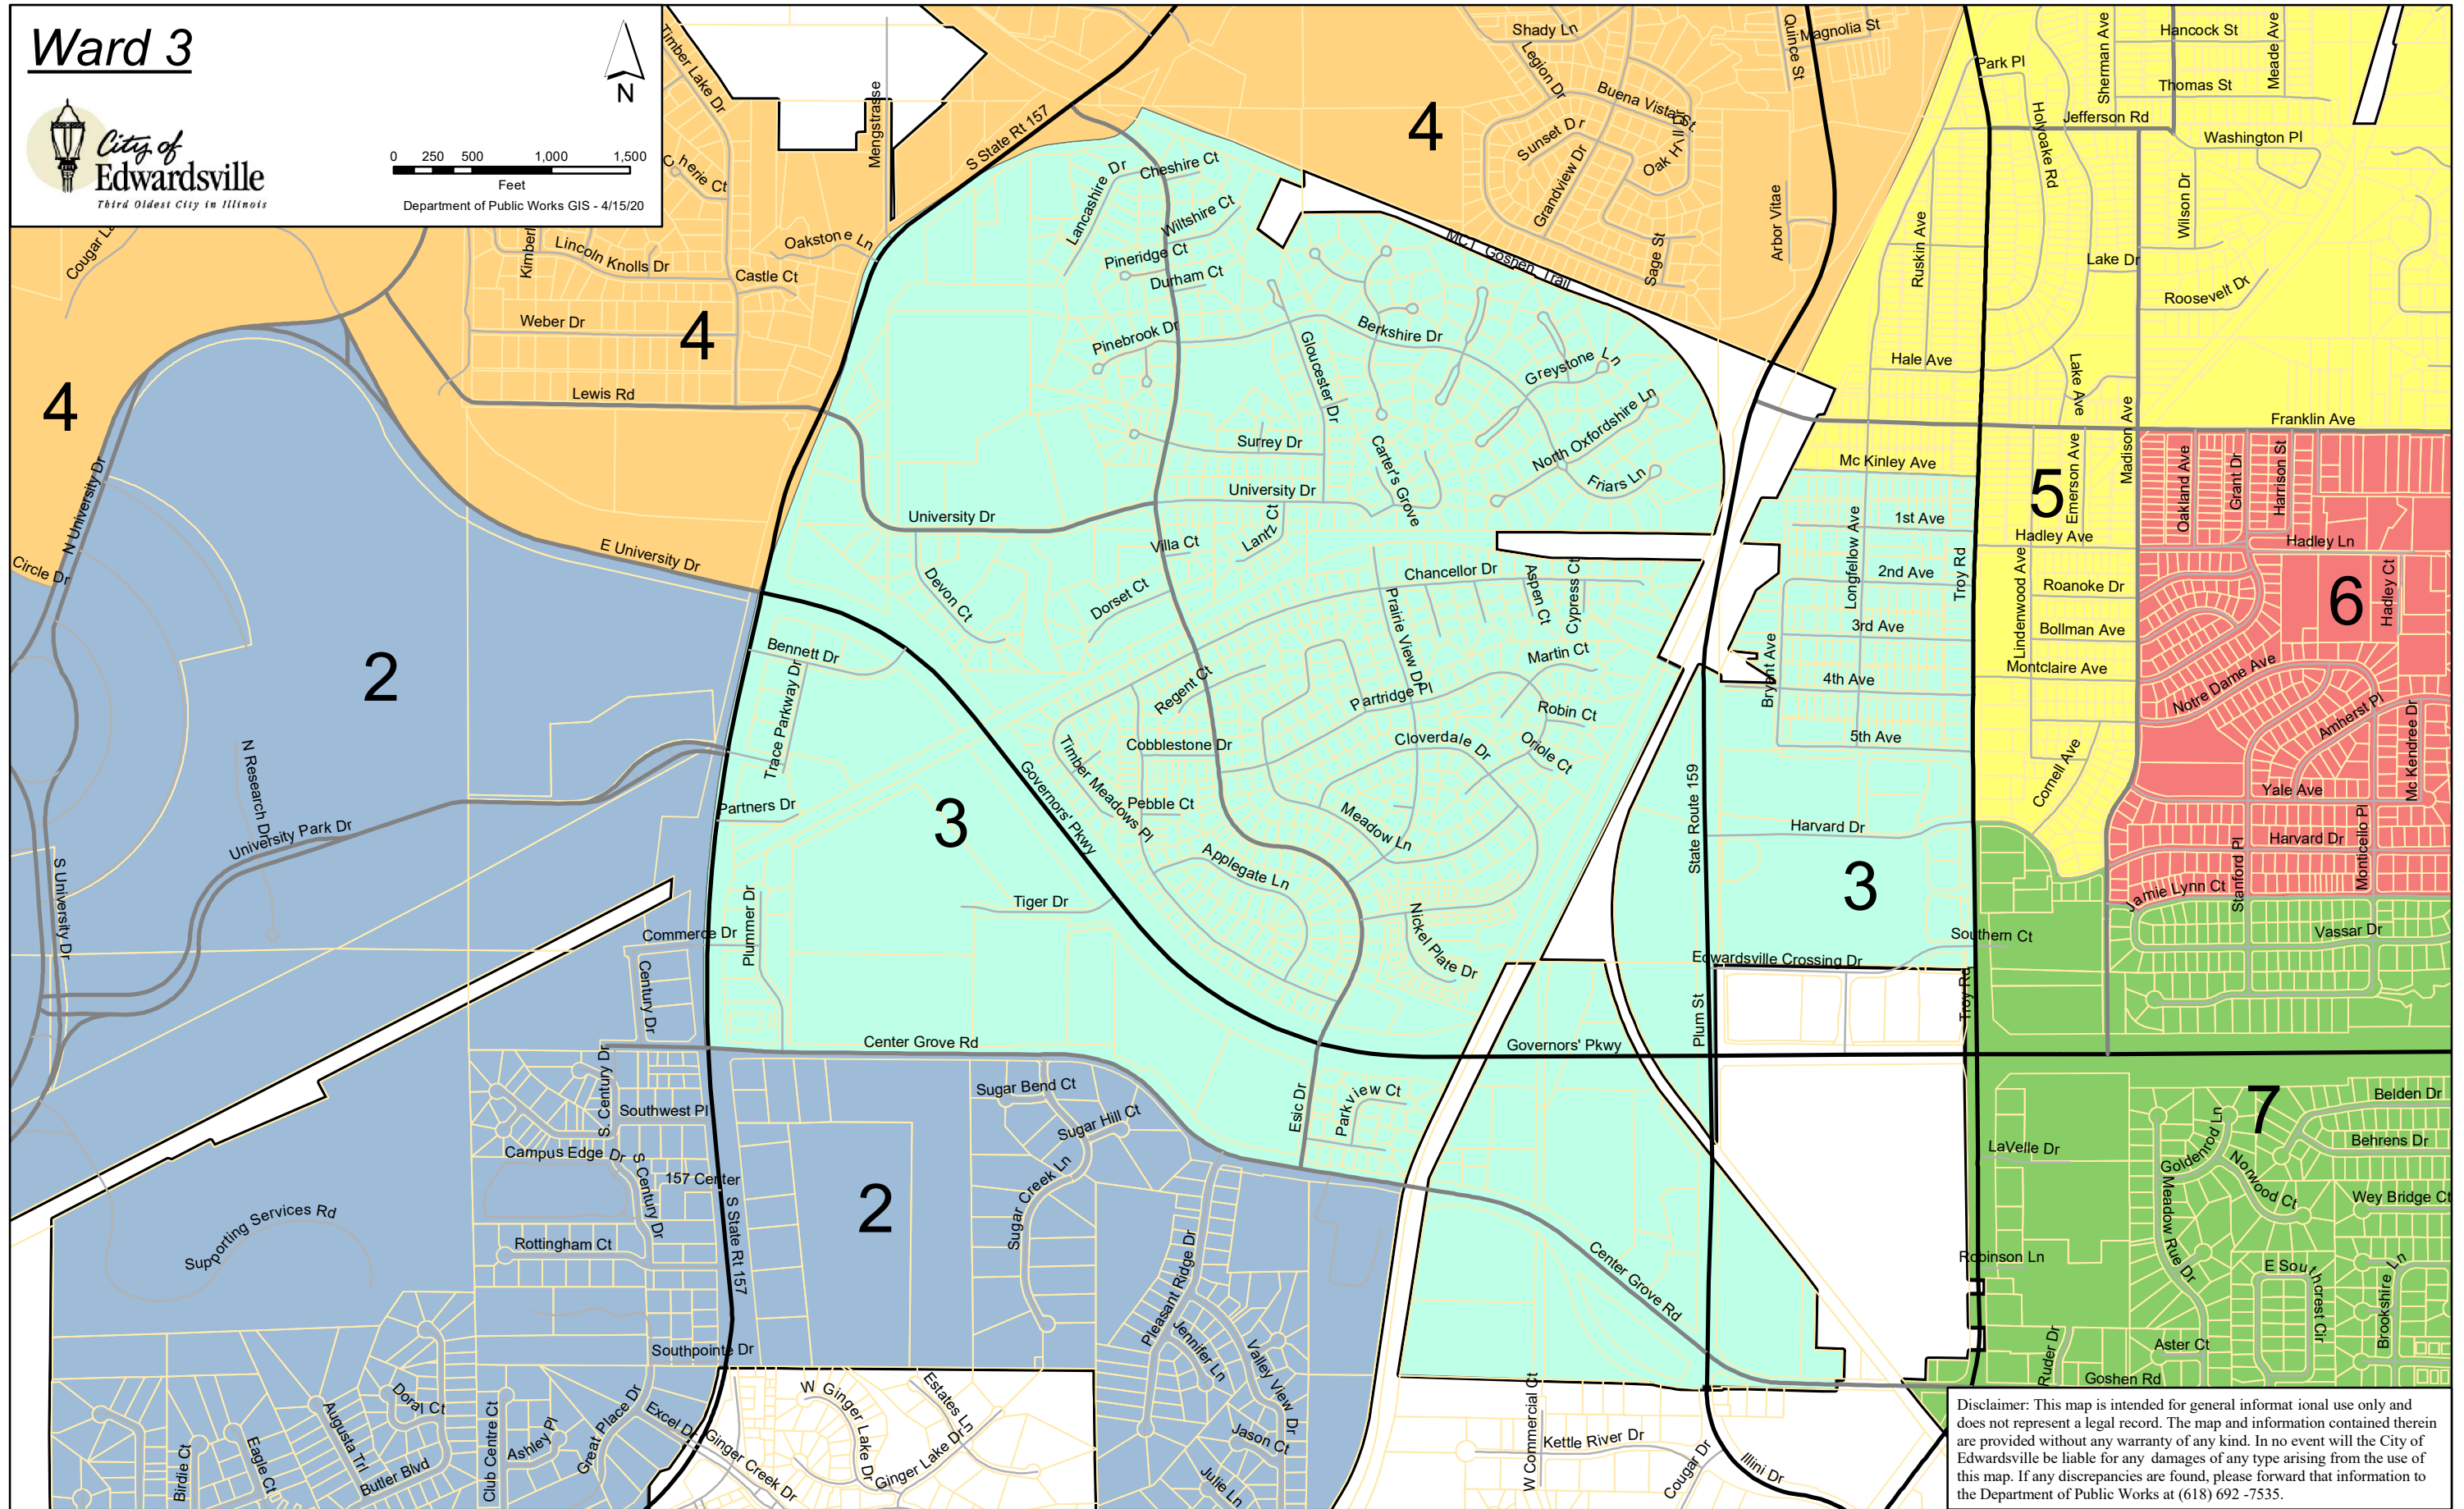 Ward 3
N
City of
Edwardsville
Third Oldest City in Illinois
0 250 500 1,000 1,500
Feet
Department of Public Works GIS - 4/15/20
Timber Lake Dr
Cherie Ct
Mengstrasse
S State Rt 157
Shady Ln
Legion Dr
Quince St
Magnolia St
Buena Vista St
Sunset Dr
Grandview Dr
Oak Hill Dr
Sage St
Arbor Vitae
4
Park Pl
Sherman Ave
Hancock St
Meade Ave
Thomas St
Jefferson Rd
Holyoake Rd
Washington Pl
Wilson Dr
Ruskin Ave
Lake Dr
Roosevelt Dr
Hale Ave
Lake Ave
Madison Ave
Franklin Ave
Lincoln Knolls Dr
Oakstone Ln
Castle Ct
Weber Dr
4
Lewis Rd
4
N University Dr
Circle Dr
E University Dr
Lancashire Dr
Cheshire Ct
Wiltshire Ct
Pineridge Ct
Durham Ct
Pinebrook Dr
MCT Goshen Trail
Berkshire Dr
Gloucester Dr
Greystone Ln
North Oxfordshire Ln
Friars Ln
Carter's Grove
Surrey Dr
University Dr
University Dr
Lantz Ct
Villa Ct
Dorset Ct
Devon Ct
Chancellor Dr
Aspen Ct
Cypress Ct
Prairie View Dr
Martin Ct
Partridge Pl
Robin Ct
Oriole Ct
Cloverdale Dr
Regent Ct
Cobblestone Dr
Timber Meadows Pl
Pebble Ct
Meadow Ln
Applegate Ln
Nickel Plate Dr
Mc Kinley Ave
1st Ave
2nd Ave
3rd Ave
4th Ave
5th Ave
Longfellow Ave
Bryant Ave
Troy Rd
5
Emerson Ave
Hadley Ave
Lindenwood Ave
Roanoke Dr
Bollman Ave
Montclaire Ave
Cornell Ave
Oakland Ave
Grant Dr
Harrison St
Hadley Ln
Hadley Ct
6
Notre Dame Ave
Amherst Pl
Mc Kendree Dr
Yale Ave
Harvard Dr
Monticello Pl
Stanford Pl
Jamie Lynn Ct
Vassar Dr
2
N Research Dr
University Park Dr
S University Dr
Bennett Dr
Trace Parkway Dr
Partners Dr
3
Governors' Pkwy
Tiger Dr
Plummer Dr
Commerce Dr
Century Dr
Center Grove Rd
State Route 159
Harvard Dr
3
Southern Ct
Edwardsville Crossing Dr
Plum St
Troy Rd
Governors' Pkwy
Esic Dr
Parkview Ct
Center Grove Rd
S. Century Dr
Southwest Pl
Campus Edge Dr
S Century Dr
157 Center
S State Rt 157
Rottingham Ct
Southpointe Dr
Supporting Services Rd
2
Sugar Bend Ct
Sugar Hill Ct
Sugar Creek Ln
Pleasant Ridge Dr
Jennifer Ln
Valley View Dr
Jason Ct
Julie Ln
7
Belden Dr
Behrens Dr
Goldenrod Ln
Norwood Ct
Wey Bridge Ct
LaVelle Dr
Meadow Rue Dr
Robinson Ln
E Southcrest Cir
Brookshire Ln
Ruder Dr
Aster Ct
Goshen Rd
Doral Ct
Augusta Trl
Butler Blvd
Birdie Ct
Eagle Ct
Club Centre Ct
Ashley Pl
Great Place Dr
Excel Dr
Ginger Creek Dr
W Ginger Lake Dr
Estates Ln
Ginger Lake Dr
W Commercial Ct
Kettle River Dr
Cougar Dr
Illini Dr
Disclaimer: This map is intended for general informat ional use only and
does not represent a legal record. The map and information contained therein
are provided without any warranty of any kind. In no event will the City of
Edwardsville be liable for any damages of any type arising from the use of
this map. If any discrepancies are found, please forward that information to
the Department of Public Works at (618) 692 -7535.